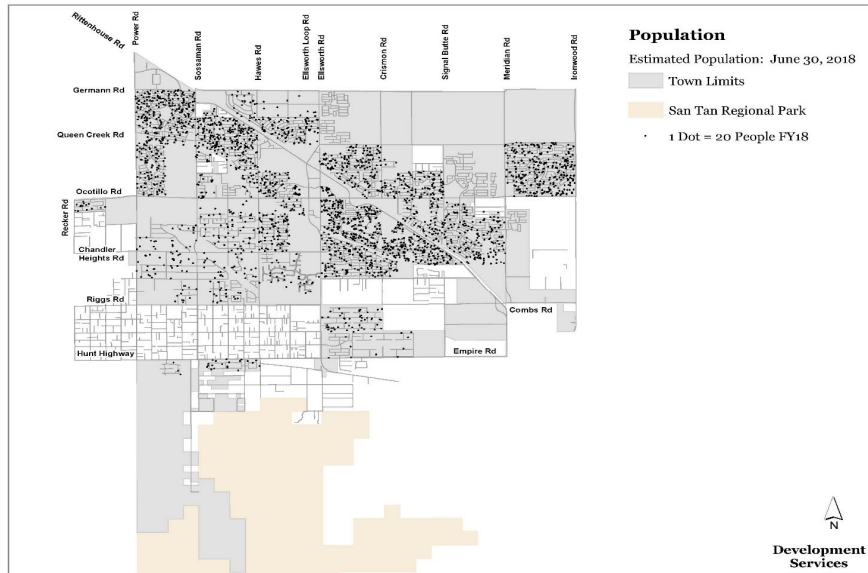 Rittenhouse Rd
Power Rd
Sossaman Rd
Hawes Rd
Ellsworth Loop Rd
Ellsworth Rd
Crismon Rd
Signal Butte Rd
Meridian Rd
Ironwood Rd
Germann Rd
Queen Creek Rd
Ocotillo Rd
Recker Rd
Chandler
Heights Rd
Riggs Rd
Combs Rd
Hunt Highway
Empire Rd
Population
Estimated Population: June 30, 2018
Town Limits
San Tan Regional Park
1 Dot = 20 People FY18
N
Development
Services